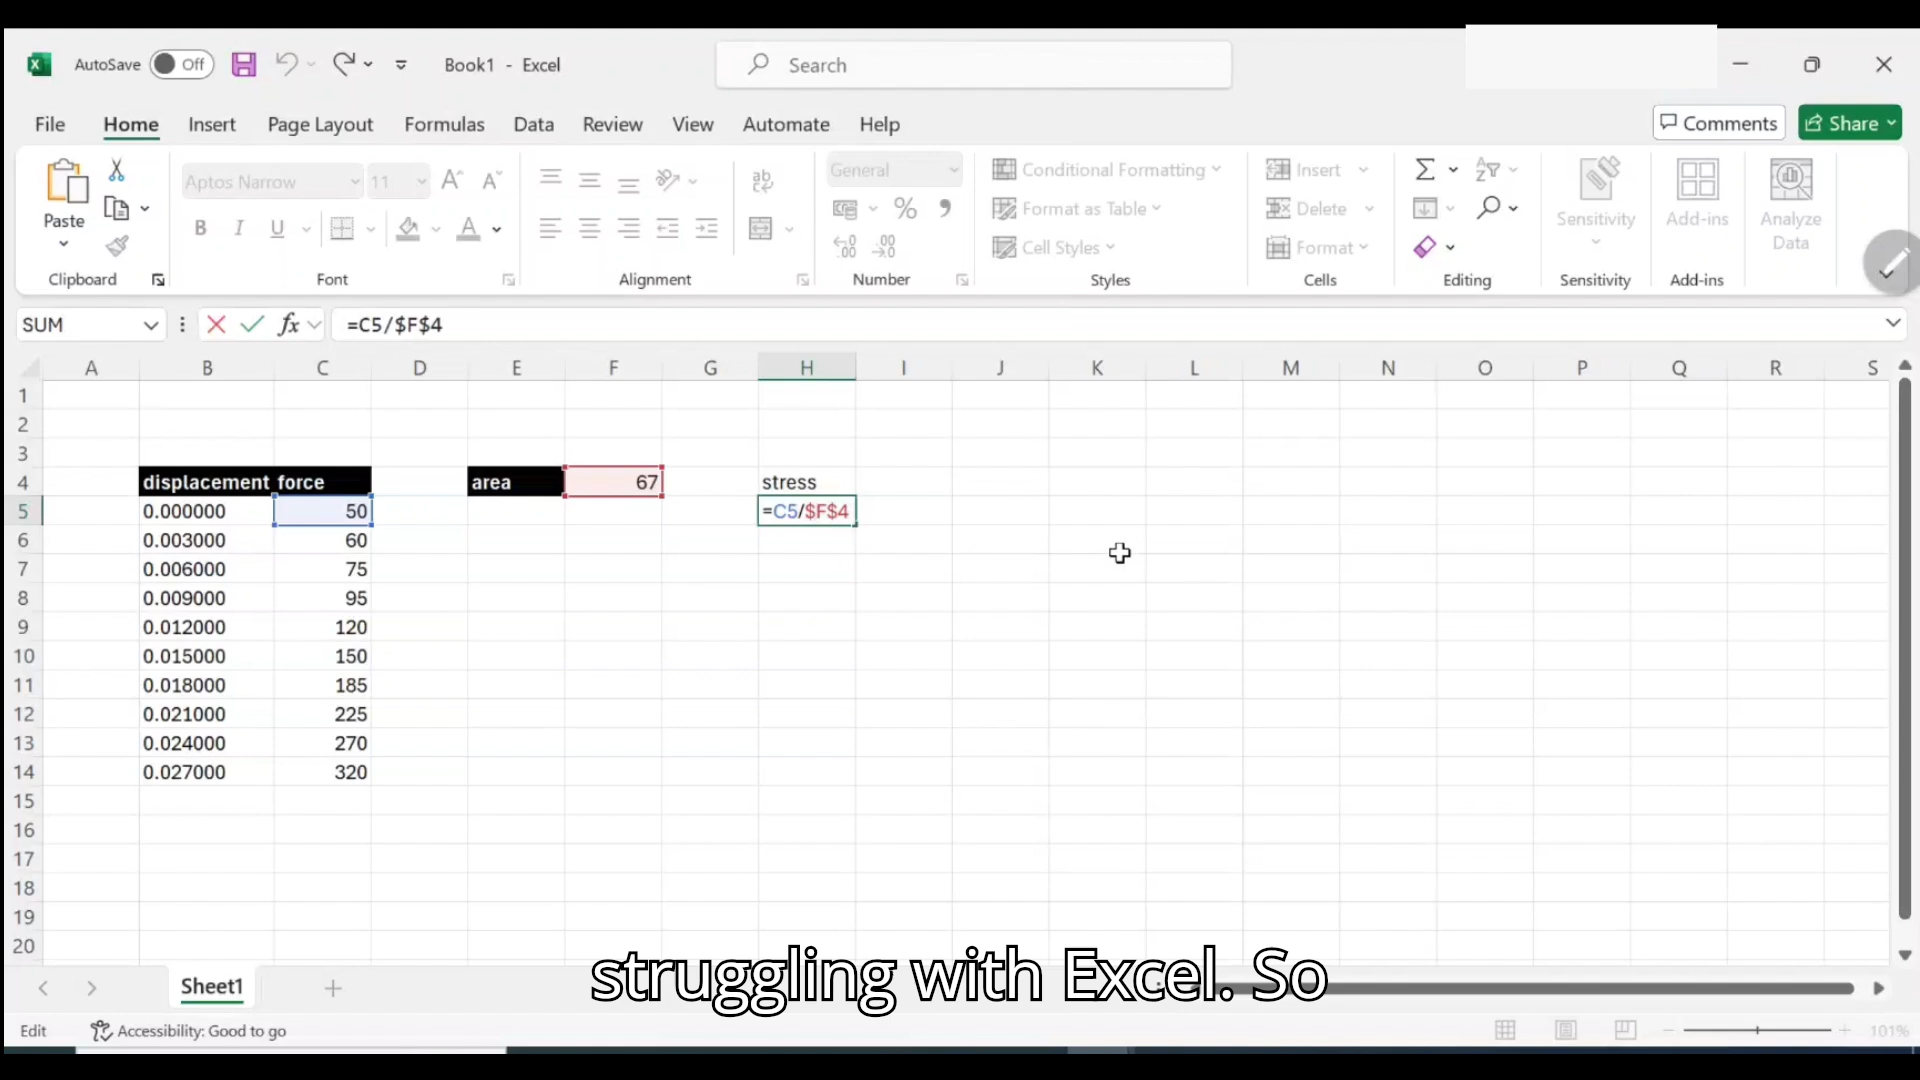 AutoSave Off Book1 - Excel Search
File Home Insert Page Layout Formulas Data Review View Automate Help Comments Share
Paste Aptos Narrow 11 A^ A B I U A ab General % , Conditional Formatting Format as Table Cell Styles Insert Delete Format Σ Sensitivity Add-ins Analyze Data
Clipboard Font Alignment Number Styles Cells Editing Sensitivity Add-ins
SUM fx =C5/$F$4
A B C D E F G H I J K L M N O P Q R S
1
2
3
4 displacement force area 67 stress
5 0.000000 50 =C5/$F$4
6 0.003000 60
7 0.006000 75
8 0.009000 95
9 0.012000 120
10 0.015000 150
11 0.018000 185
12 0.021000 225
13 0.024000 270
14 0.027000 320
15
16
17
18
19
20
struggling with Excel. So
Sheet1
Edit Accessibility: Good to go 101%